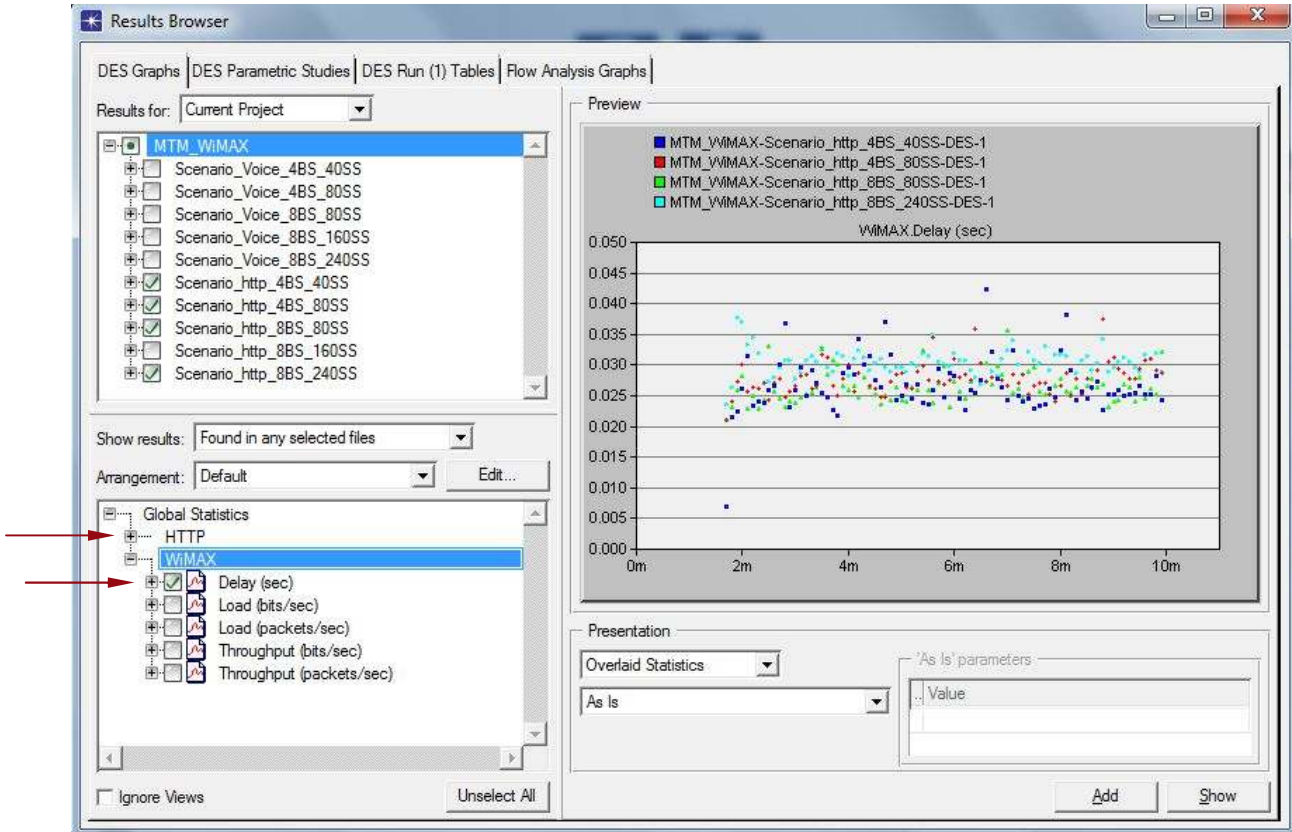 Results Browser
DES Graphs DES Parametric Studies DES Run (1) Tables Flow Analysis Graphs
Results for: Current Project
MTM_WiMAX
Scenario_Voice_4BS_40SS
Scenario_Voice_4BS_80SS
Scenario_Voice_8BS_80SS
Scenario_Voice_8BS_160SS
Scenario_Voice_8BS_240SS
Scenario_http_4BS_40SS
Scenario_http_4BS_80SS
Scenario_http_8BS_80SS
Scenario_http_8BS_160SS
Scenario_http_8BS_240SS
Show results: Found in any selected files
Arrangement: Default Edit...
Global Statistics
HTTP
WiMAX
Delay (sec)
Load (bits/sec)
Load (packets/sec)
Throughput (bits/sec)
Throughput (packets/sec)
Ignore Views Unselect All
Preview
MTM_WiMAX-Scenario_http_4BS_40SS-DES-1
MTM_WiMAX-Scenario_http_4BS_80SS-DES-1
MTM_WiMAX-Scenario_http_8BS_80SS-DES-1
MTM_WiMAX-Scenario_http_8BS_240SS-DES-1
WiMAX.Delay (sec)
0.050
0.045
0.040
0.035
0.030
0.025
0.020
0.015
0.010
0.005
0.000
0m 2m 4m 6m 8m 10m
Presentation
Overlaid Statistics
As Is
'As Is' parameters
.. Value
Add Show